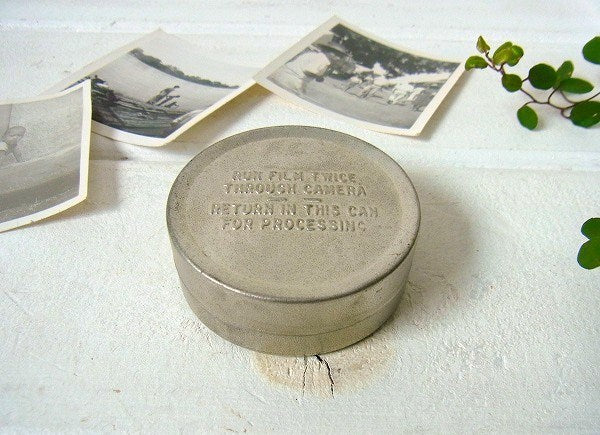 RUN FILM TWICE
THROUGH CAMERA
RETURN IN THIS CAN
FOR PROCESSING